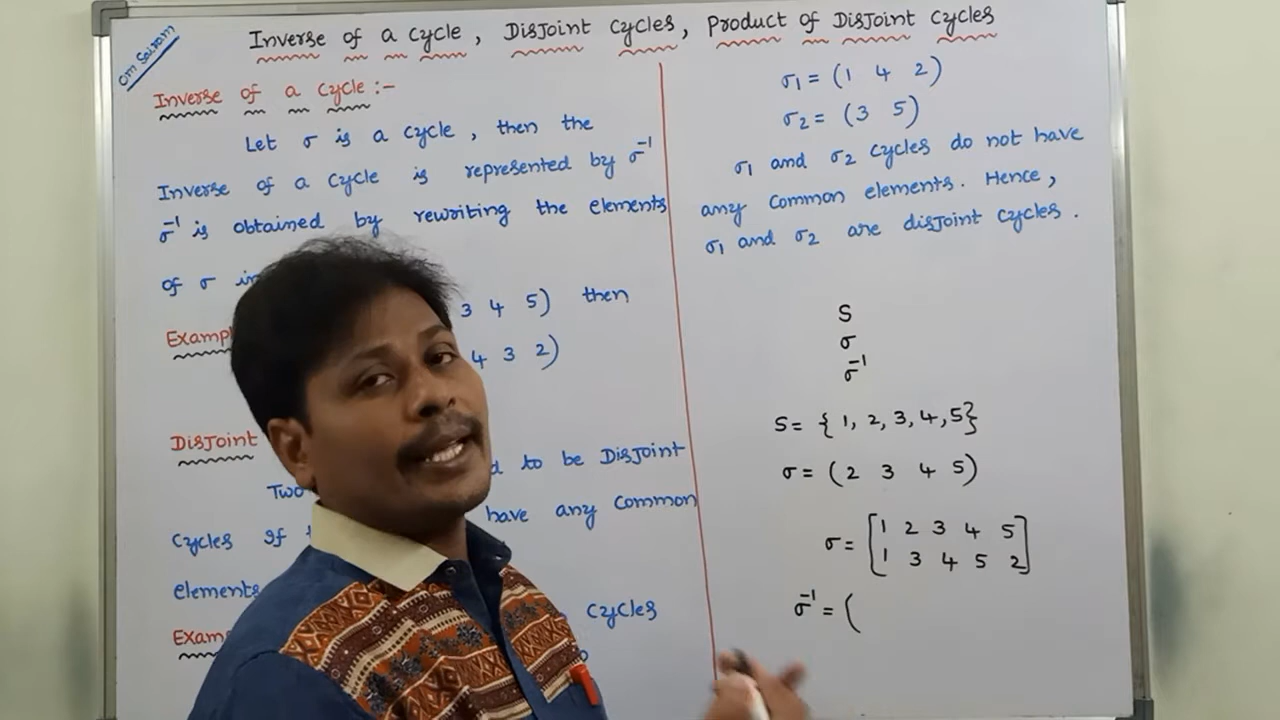 Om Sairam
Inverse of a cycle, Disjoint cycles, Product of Disjoint cycles
Inverse of a cycle :-
Let σ is a cycle, then the
Inverse of a cycle is represented by σ⁻¹
σ⁻¹ is obtained by rewriting the elements
of σ in
3 4 5) then
4 3 2)
Disjoint
to be Disjoint
Two
have any common
cycles If
elements
cycles
σ1 = (1 4 2)
σ2 = (3 5)
σ1 and σ2 cycles do not have
any common elements. Hence,
σ1 and σ2 are disjoint cycles.
S
σ
σ⁻¹
S = {1, 2, 3, 4, 5}
σ = (2 3 4 5)
σ = [1 2 3 4 5
1 3 4 5 2]
σ⁻¹ = (